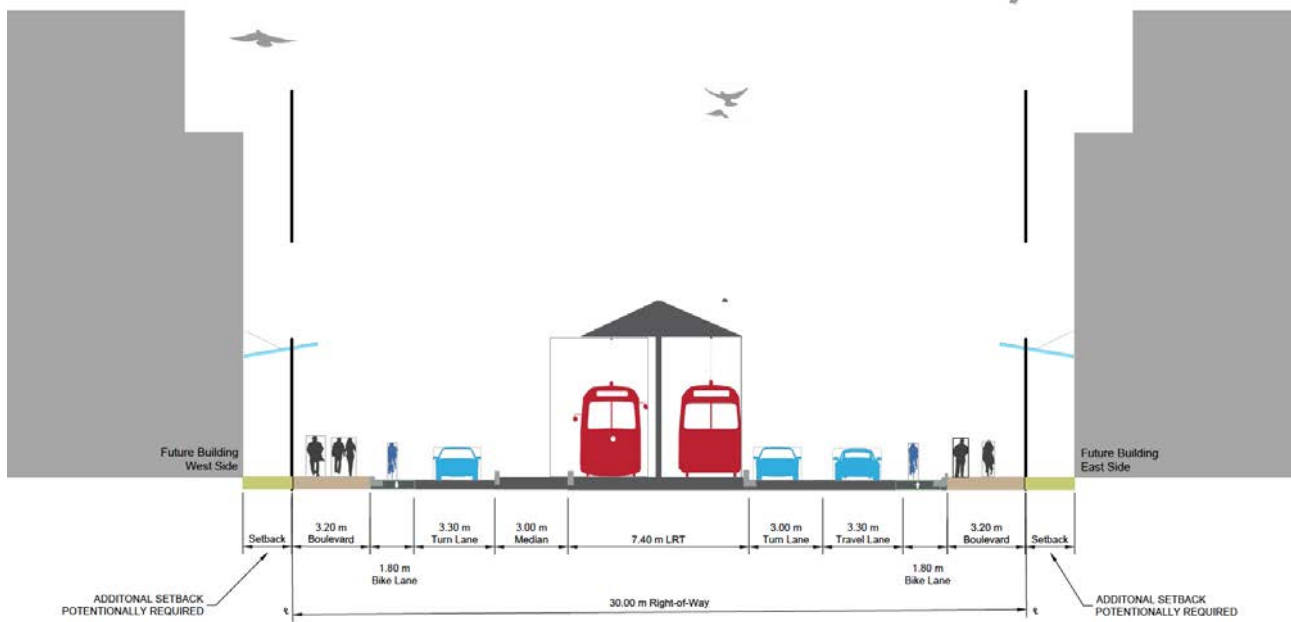 Future Building
West Side
Future Building
East Side
Setback
3.20 m
Boulevard
1.80 m
Bike Lane
3.30 m
Turn Lane
3.00 m
Median
7.40 m LRT
3.00 m
Turn Lane
3.30 m
Travel Lane
1.80 m
Bike Lane
3.20 m
Boulevard
Setback
ADDITONAL SETBACK
POTENTIONALLY REQUIRED
30.00 m Right-of-Way
ADDITONAL SETBACK
POTENTIONALLY REQUIRED